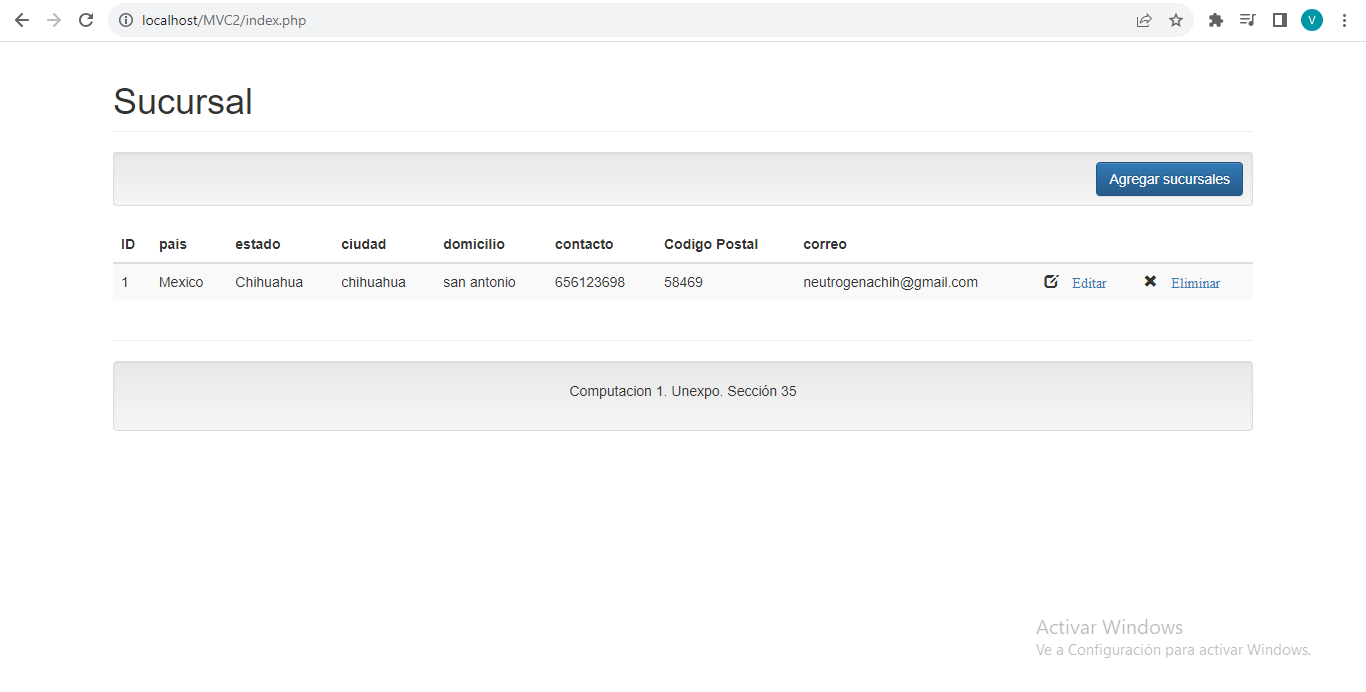 localhost/MVC2/index.php
V
Sucursal
Agregar sucursales
ID pais estado ciudad domicilio contacto Codigo Postal correo
1 Mexico Chihuahua chihuahua san antonio 656123698 58469 neutrogenachih@gmail.com Editar Eliminar
Computacion 1. Unexpo. Sección 35
Activar Windows
Ve a Configuración para activar Windows.